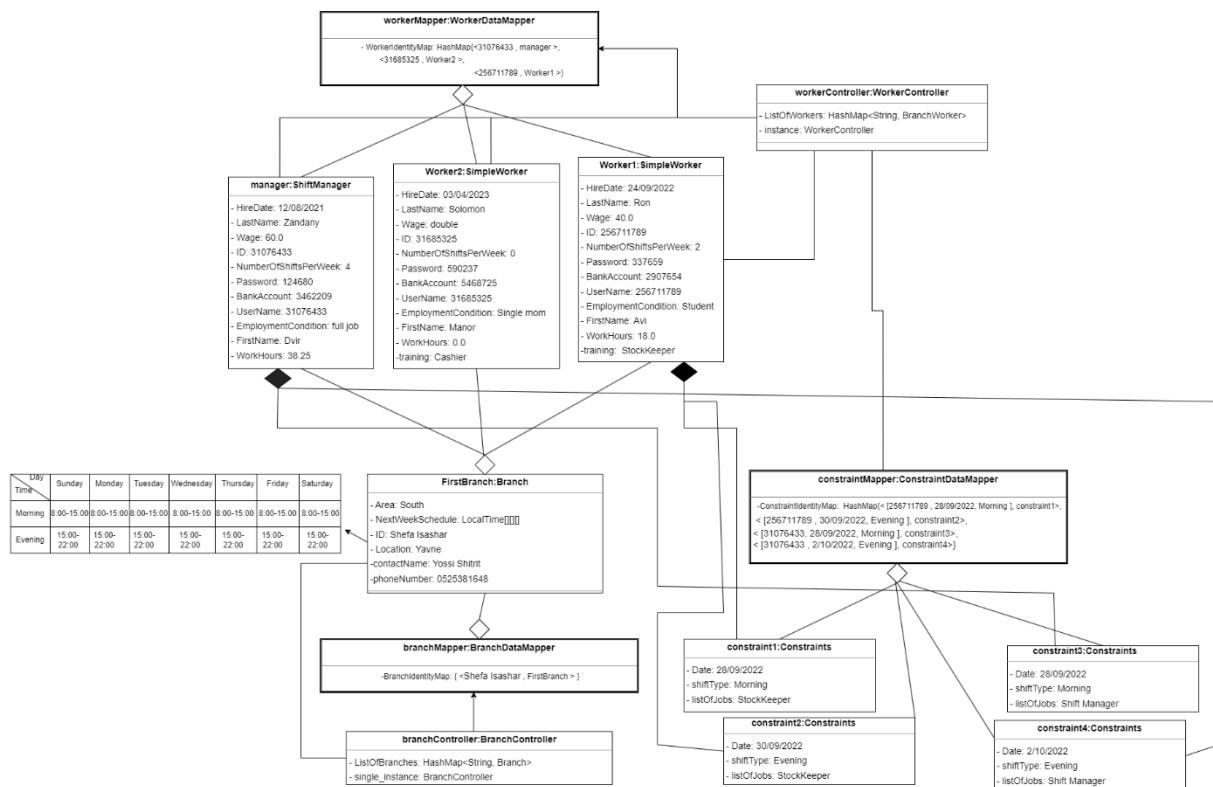 workerMapper:WorkerDataMapper
- WorkerIdentityMap: HashMap{<31076433 , manager >,
<31685325 , Worker2 >,
<256711789 , Worker1 >}
workerController:WorkerController
- ListOfWorkers: HashMap<String, BranchWorker>
- instance: WorkerController
manager:ShiftManager
- HireDate: 12/08/2021
- LastName: Zandany
- Wage: 60.0
- ID: 31076433
- NumberOfShiftsPerWeek: 4
- Password: 124680
- BankAccount: 3462209
- UserName: 31076433
- EmploymentCondition: full job
- FirstName: Dvir
- WorkHours: 38.25
Worker2:SimpleWorker
- HireDate: 03/04/2023
- LastName: Solomon
- Wage: double
- ID: 31685325
- NumberOfShiftsPerWeek: 0
- Password: 590237
- BankAccount: 5468725
- UserName: 31685325
- EmploymentCondition: Single mom
- FirstName: Manor
- WorkHours: 0.0
-training: Cashier
Worker1:SimpleWorker
- HireDate: 24/09/2022
- LastName: Ron
- Wage: 40.0
- ID: 256711789
- NumberOfShiftsPerWeek: 2
- Password: 337659
- BankAccount: 2907654
- UserName: 256711789
- EmploymentCondition: Student
- FirstName: Avi
- WorkHours: 18.0
-training: StockKeeper
Day Time Sunday Monday Tuesday Wednesday Thursday Friday Saturday
Morning 8:00-15:00 8:00-15:00 8:00-15:00 8:00-15:00 8:00-15:00 8:00-15:00 8:00-15:00
Evening 15:00- 15:00- 15:00- 15:00- 15:00- 15:00- 15:00-
22:00 22:00 22:00 22:00 22:00 22:00 22:00
FirstBranch:Branch
- Area: South
- NextWeekSchedule: LocalTime[][][]
- ID: Shefa Isashar
- Location: Yavne
-contactName: Yossi Shitrit
-phoneNumber: 0525381648
constraintMapper:ConstraintDataMapper
-ConstraintIdentityMap: HashMap{< [256711789 , 28/09/2022, Morning ], constraint1>,
< [256711789 , 30/09/2022, Evening ], constraint2>,
< [31076433, 28/09/2022, Morning ], constraint3>,
< [31076433 , 2/10/2022, Evening ], constraint4>}
branchMapper:BranchDataMapper
-BranchIdentityMap: { <Shefa Isashar , FirstBranch > }
branchController:BranchController
- ListOfBranches: HashMap<String, Branch>
- single_instance: BranchController
constraint1:Constraints
- Date: 28/09/2022
- shiftType: Morning
- listOfJobs: StockKeeper
constraint2:Constraints
- Date: 30/09/2022
- shiftType: Evening
- listOfJobs: StockKeeper
constraint3:Constraints
- Date: 28/09/2022
- shiftType: Morning
- listOfJobs: Shift Manager
constraint4:Constraints
- Date: 2/10/2022
- shiftType: Evening
- listOfJobs: Shift Manager